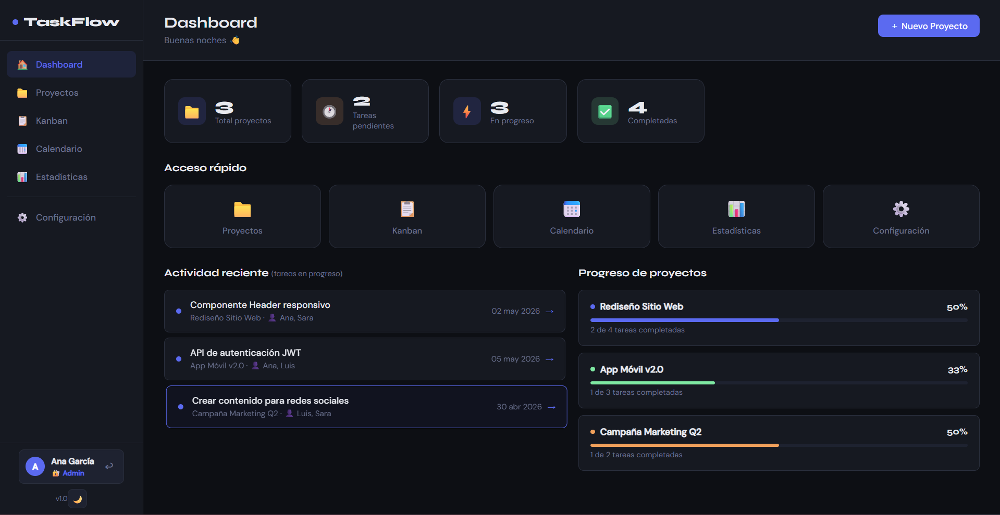 TaskFlow
Dashboard
Proyectos
Kanban
Calendario
Estadísticas
Configuración
A
Ana García
Admin
v1.0
Dashboard
Buenas noches 👋
+ Nuevo Proyecto
3
Total proyectos
2
Tareas
pendientes
3
En progreso
4
Completadas
Acceso rápido
Proyectos
Kanban
Calendario
Estadísticas
Configuración
Actividad reciente (tareas en progreso)
Componente Header responsivo
Rediseño Sitio Web · 👤 Ana, Sara
02 may 2026 →
API de autenticación JWT
App Móvil v2.0 · 👤 Ana, Luis
05 may 2026 →
Crear contenido para redes sociales
Campaña Marketing Q2 · 👤 Luis, Sara
30 abr 2026 →
Progreso de proyectos
Rediseño Sitio Web
50%
2 de 4 tareas completadas
App Móvil v2.0
33%
1 de 3 tareas completadas
Campaña Marketing Q2
50%
1 de 2 tareas completadas